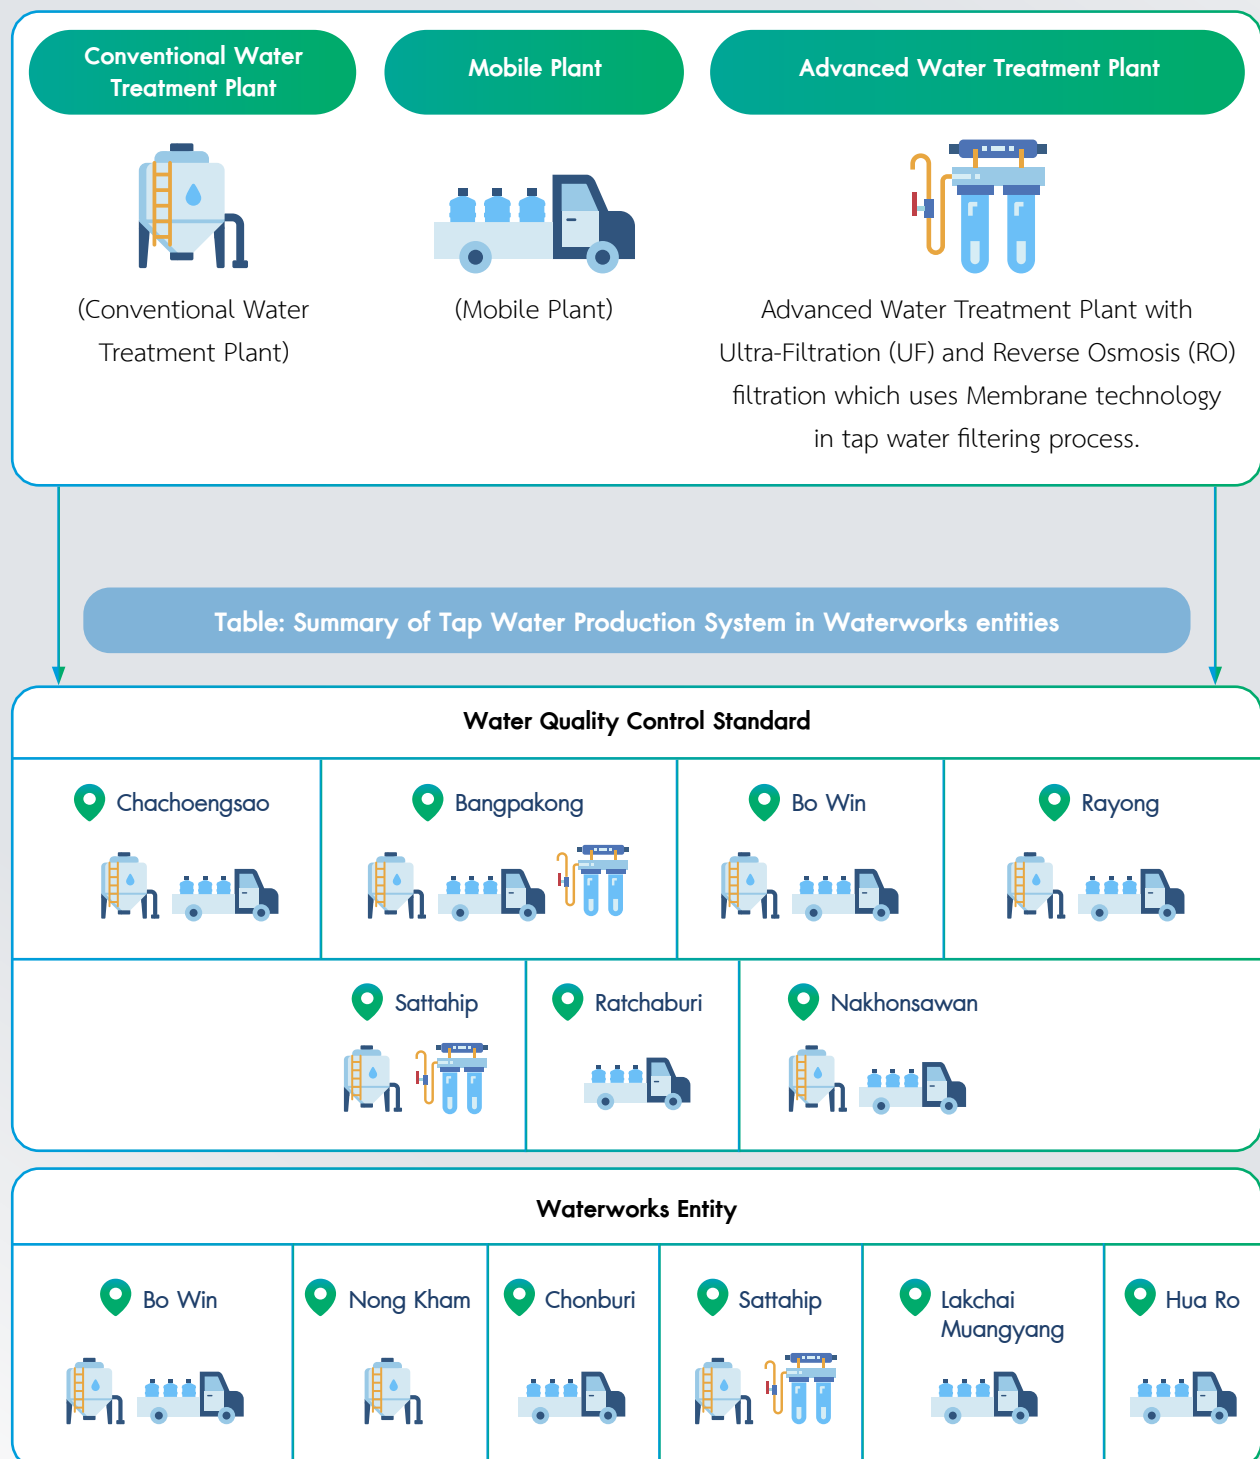 Conventional Water
Treatment Plant
Mobile Plant
Advanced Water Treatment Plant
(Conventional Water
Treatment Plant)
(Mobile Plant)
Advanced Water Treatment Plant with
Ultra-Filtration (UF) and Reverse Osmosis (RO)
filtration which uses Membrane technology
in tap water filtering process.
Table: Summary of Tap Water Production System in Waterworks entities
Water Quality Control Standard
Chachoengsao
Bangpakong
Bo Win
Rayong
Sattahip
Ratchaburi
Nakhonsawan
Waterworks Entity
Bo Win
Nong Kham
Chonburi
Sattahip
Lakchai
Muangyang
Hua Ro